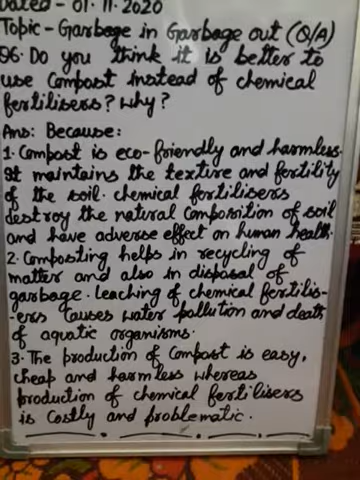 Dated - 01.11.2020
Topic - Garbage in Garbage out (Q/A)
Q6. Do you think it is better to
use compost instead of chemical
fertilisers? Why?
Ans: Because:
1. Compost is eco-friendly and harmless.
It maintains the texture and fertility
of the soil. chemical fertilisers
destroy the natural composition of soil
and have adverse effect on human health.
2. Composting helps in recycling of
matter and also in disposal of
garbage. leaching of chemical fertilis-
-ers causes water pollution and death
of aquatic organisms.
3. The production of compost is easy,
cheap and harmless whereas
production of chemical fertilisers
is costly and problematic.